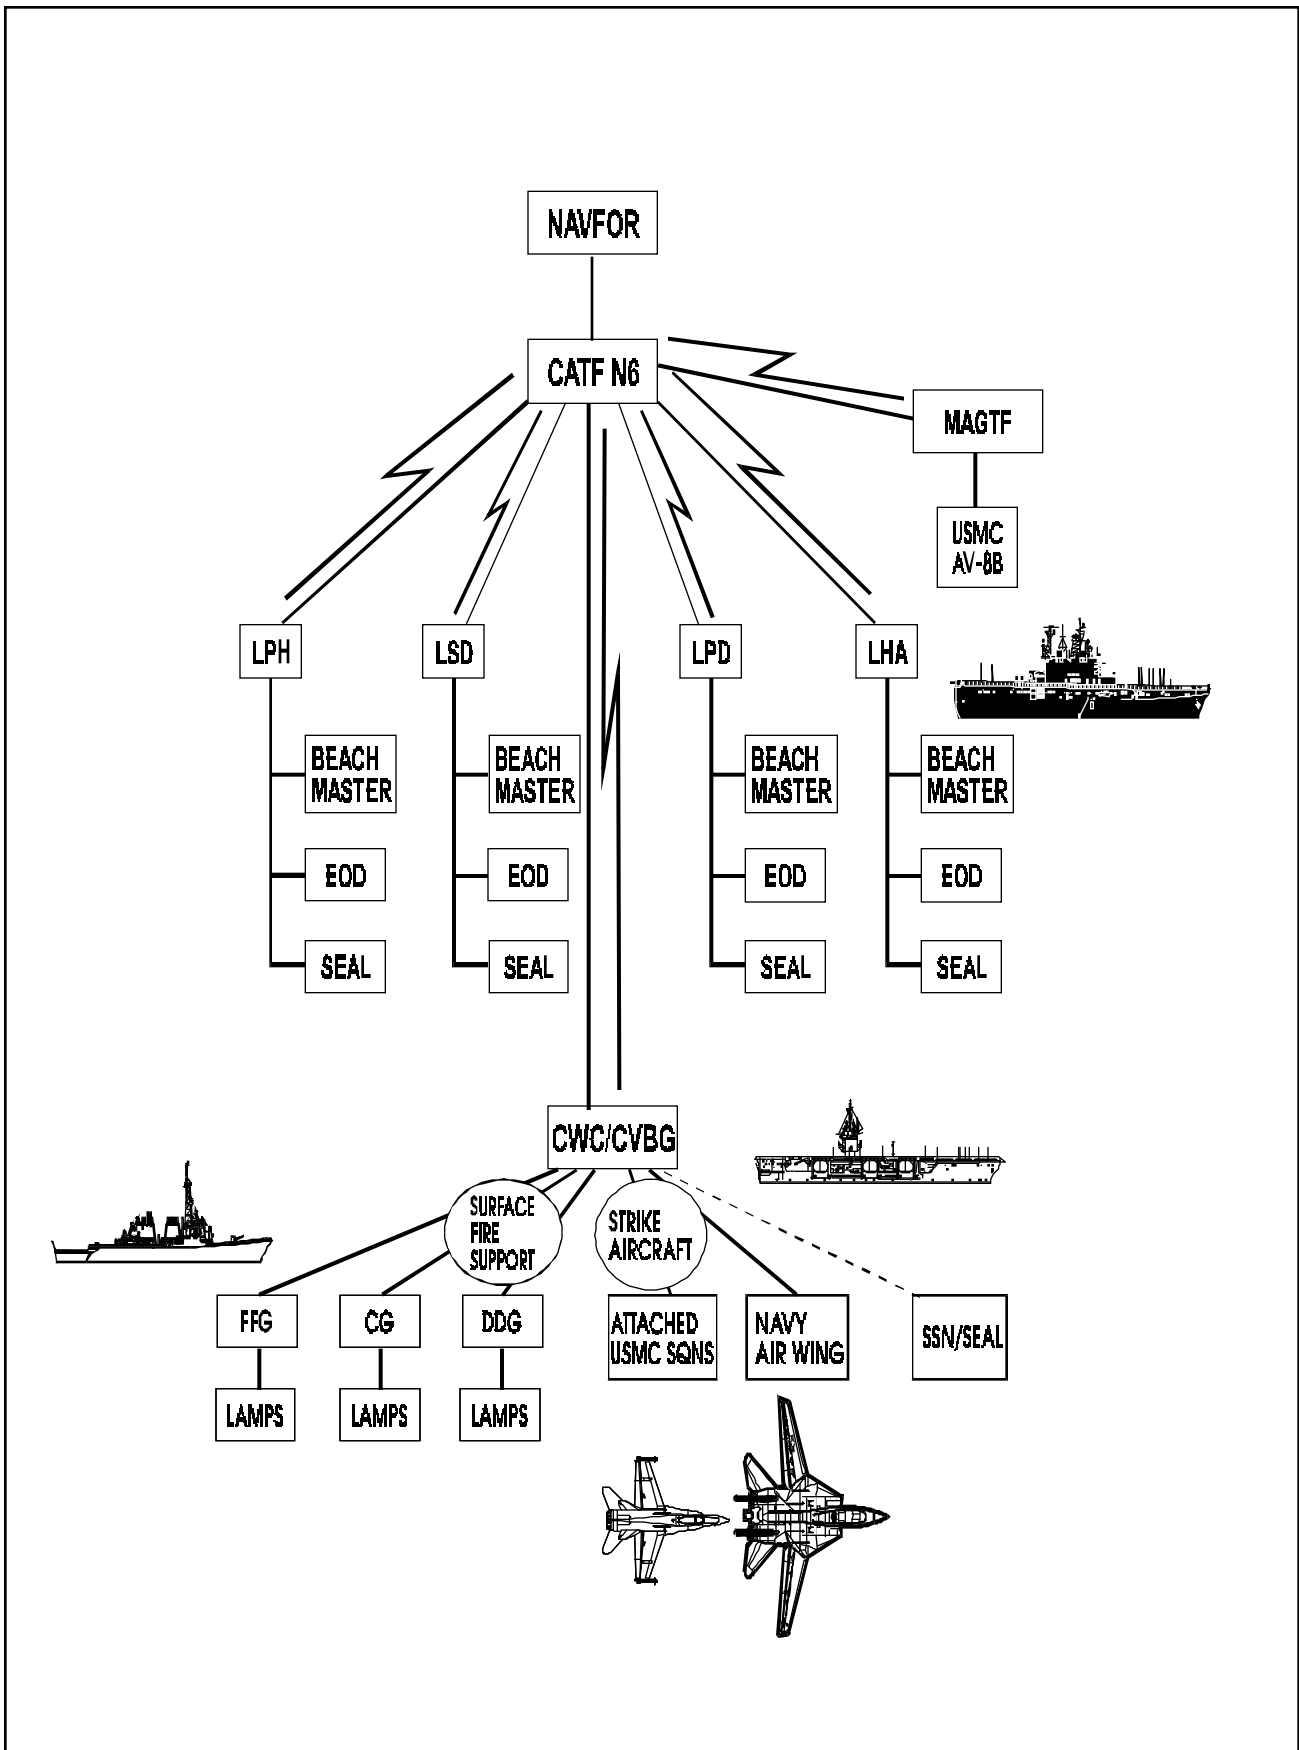 NAVFOR
CATF N6
MAGTF
USMC
AV-8B
LPH
LSD
LPD
LHA
BEACH
MASTER
BEACH
MASTER
BEACH
MASTER
BEACH
MASTER
EOD
EOD
EOD
EOD
SEAL
SEAL
SEAL
SEAL
CWC/CVBG
SURFACE
FIRE
SUPPORT
STRIKE
AIRCRAFT
FFG
CG
DDG
ATTACHED
USMC SQNS
NAVY
AIR WING
SSN/SEAL
LAMPS
LAMPS
LAMPS